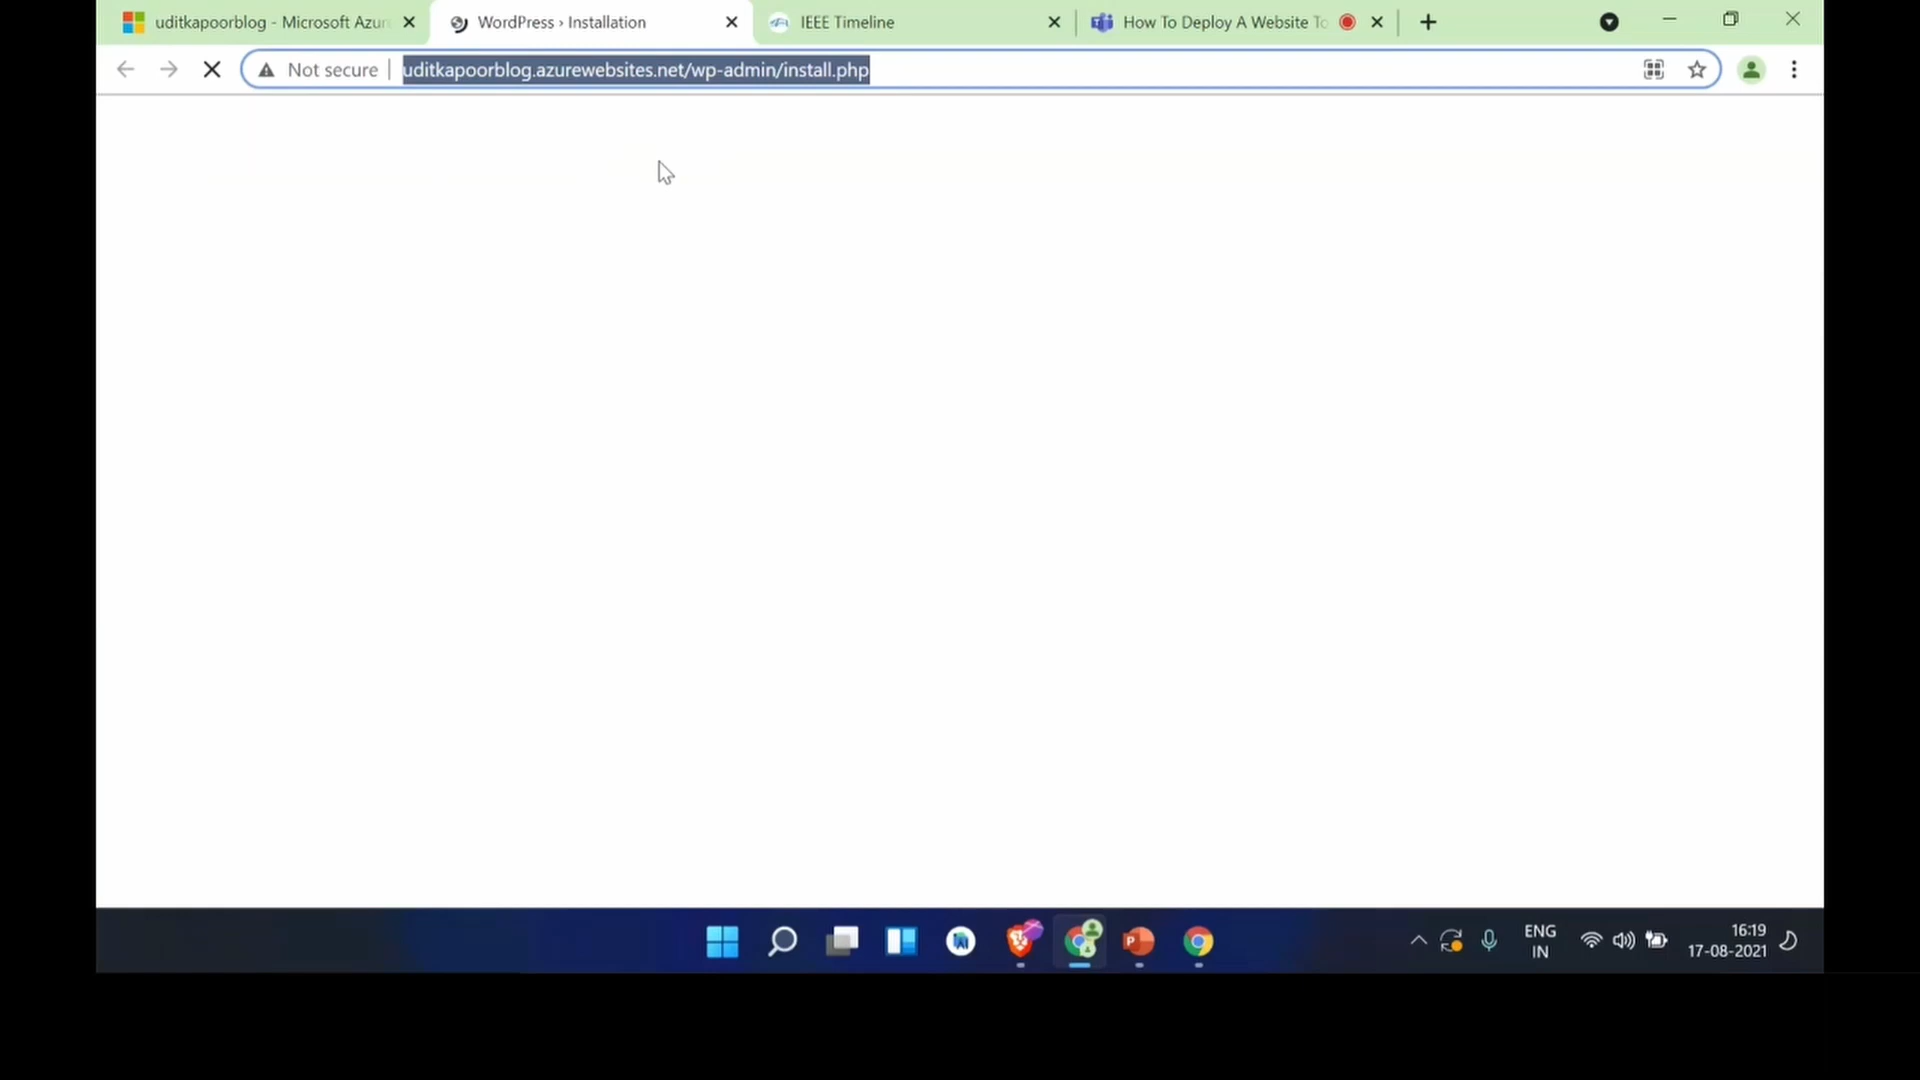 uditkapoorblog - Microsoft Azur
WordPress › Installation
IEEE Timeline
How To Deploy A Website To
Not secure
uditkapoorblog.azurewebsites.net/wp-admin/install.php
ENG
IN
16:19
17-08-2021